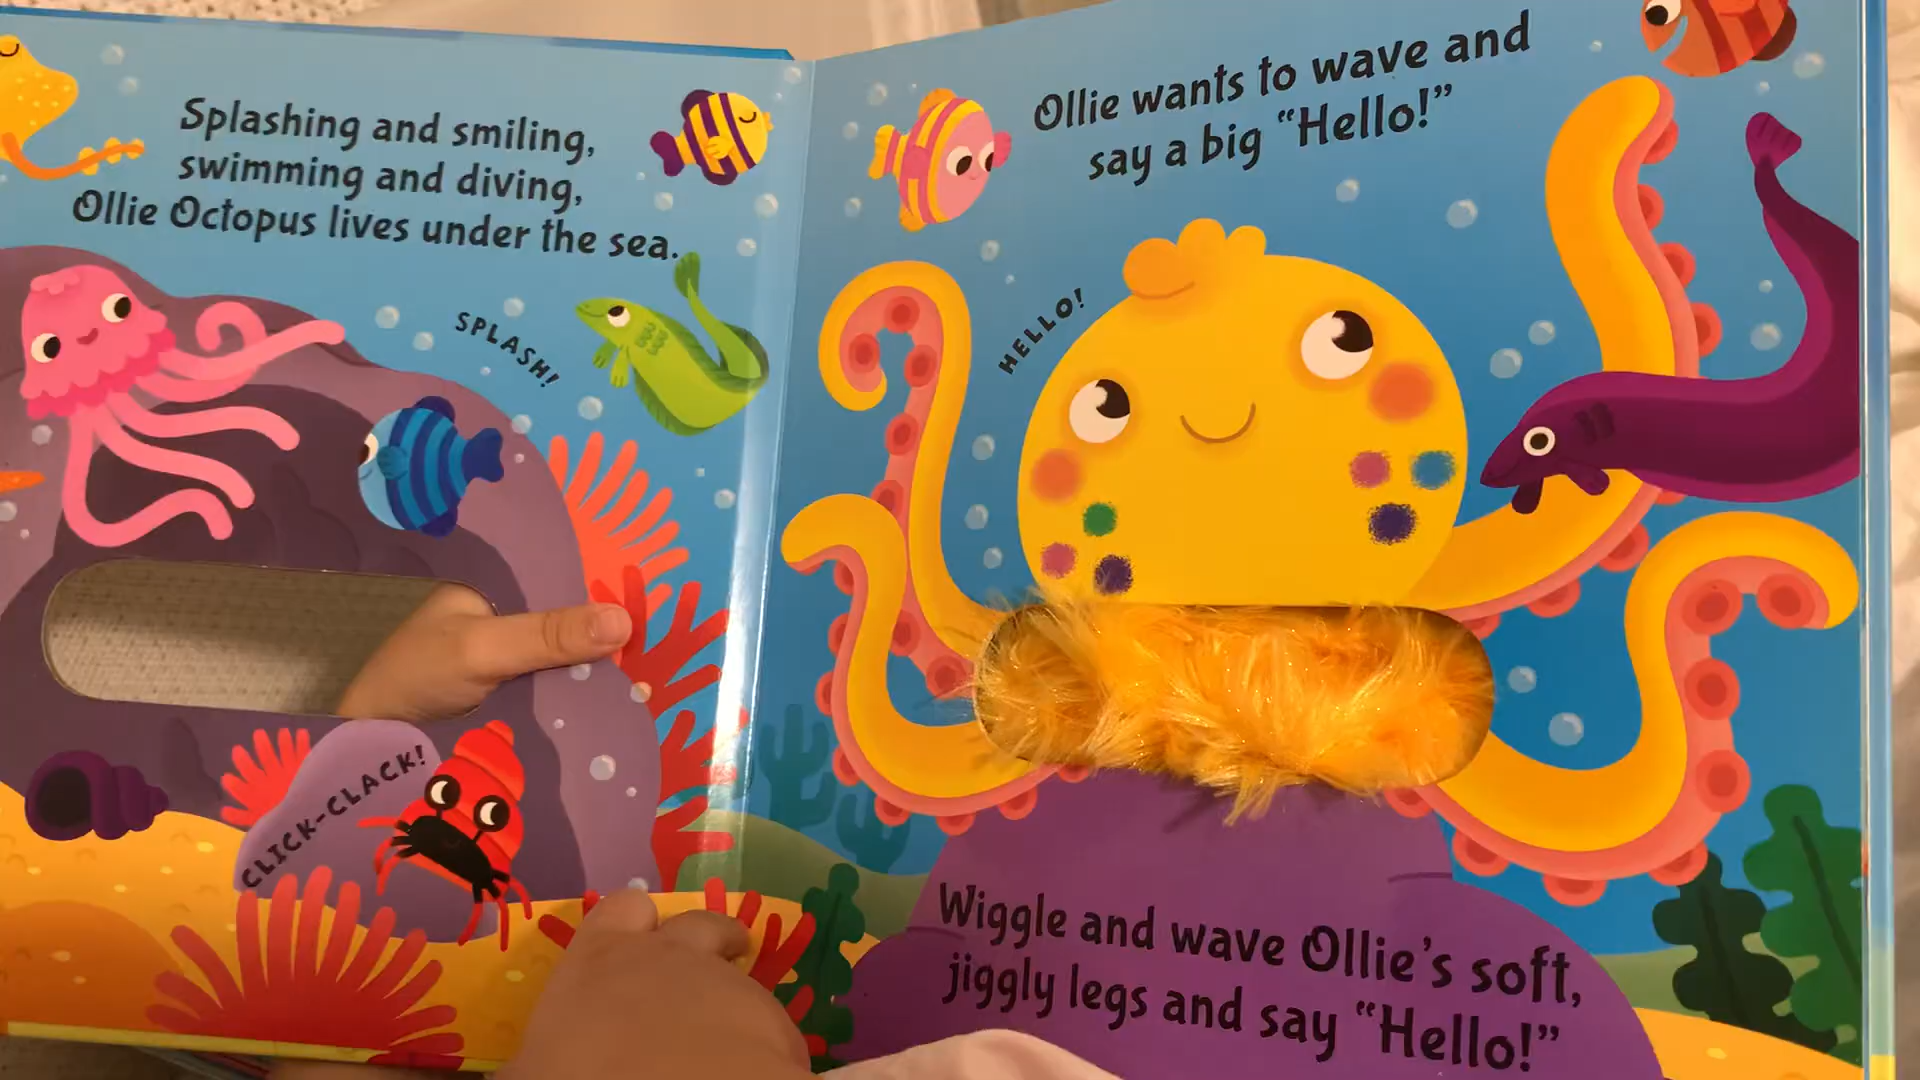 Splashing and smiling,
swimming and diving,
Ollie Octopus lives under the sea.
SPLASH!
CLICK-CLACK!
Ollie wants to wave and
say a big “Hello!”
HELLO!
Wiggle and wave Ollie’s soft,
jiggly legs and say “Hello!”